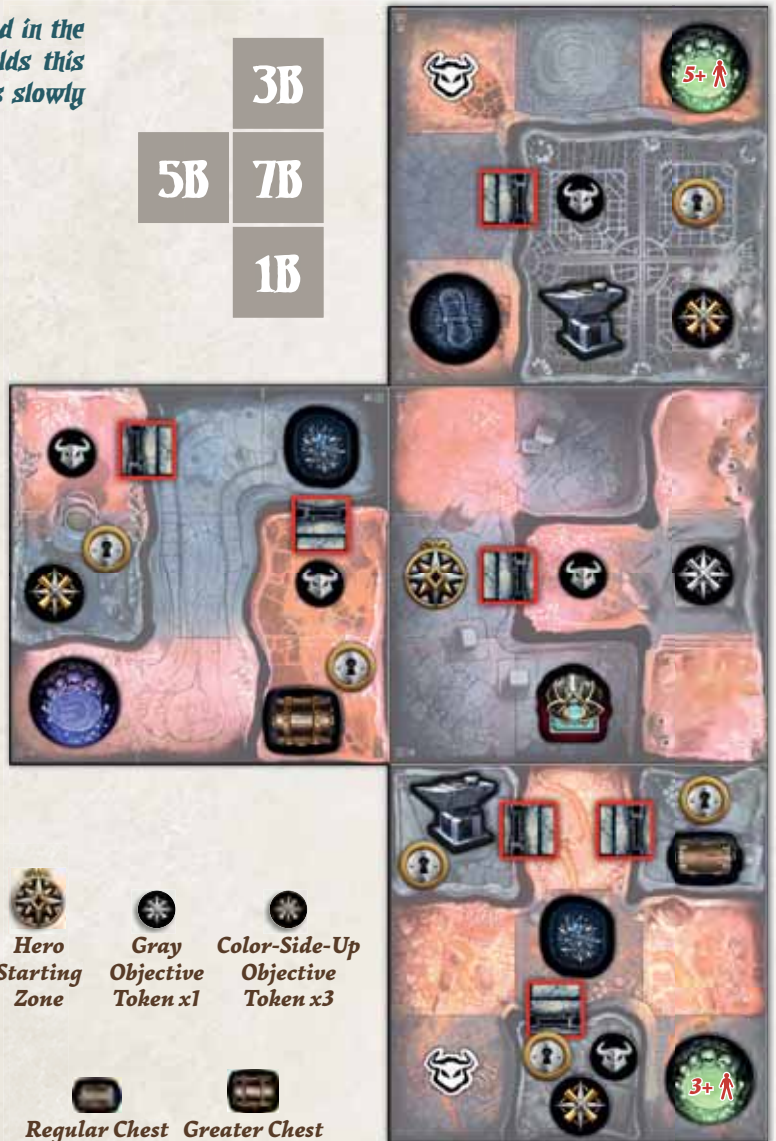 d in the
lds this
s slowly
3B
5B 7B
1B
5+
3+
Hero
Starting
Zone
Gray
Objective
Token x1
Color-Side-Up
Objective
Token x3
Regular Chest
Greater Chest